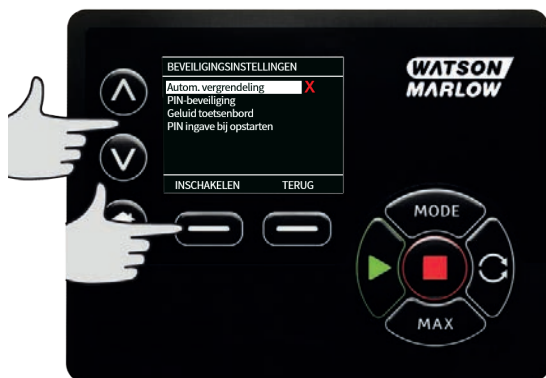 BEVEILIGINGSINSTELLINGEN
Autom. vergrendeling X
PIN-beveiliging
Geluid toetsenbord
PIN ingave bij opstarten
INSCHAKELEN TERUG
WATSON
MARLOW
MODE
MAX